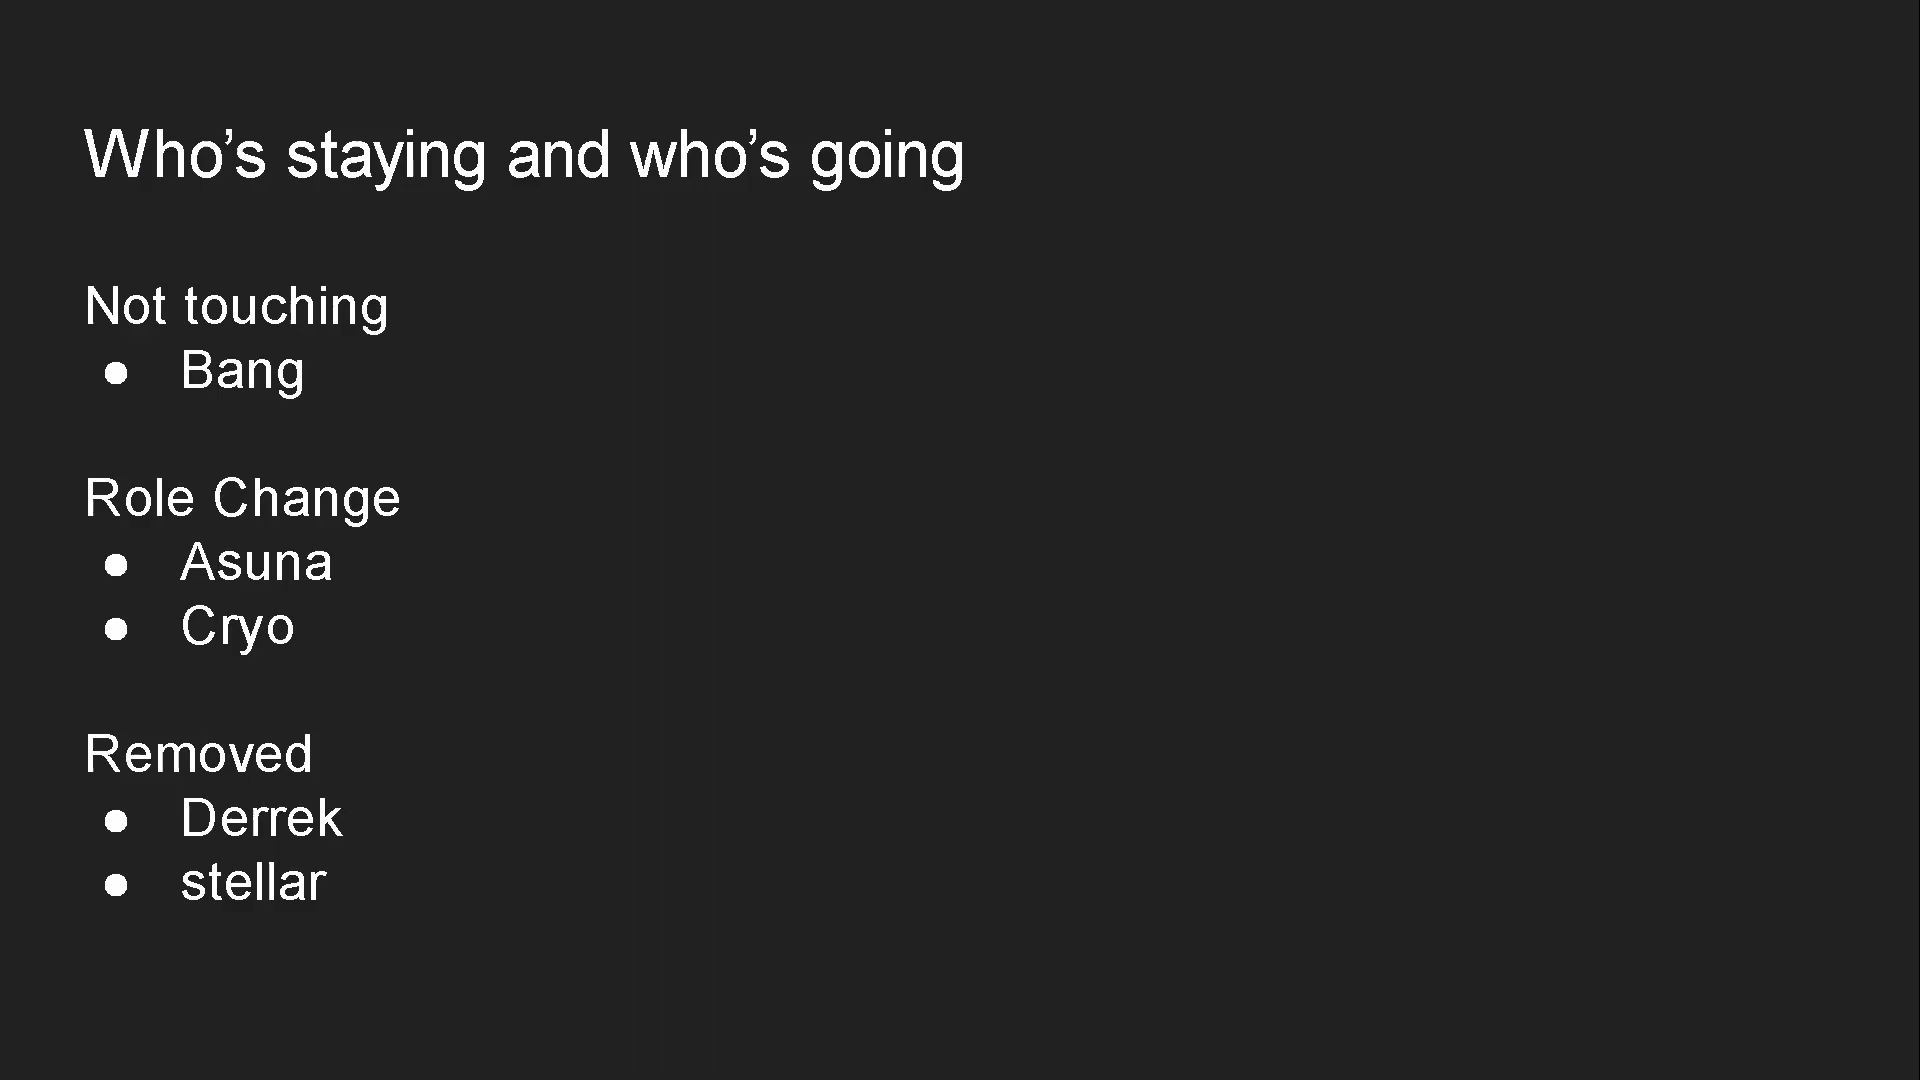 Who’s staying and who’s going
Not touching
● Bang
Role Change
● Asuna
● Cryo
Removed
● Derrek
● stellar